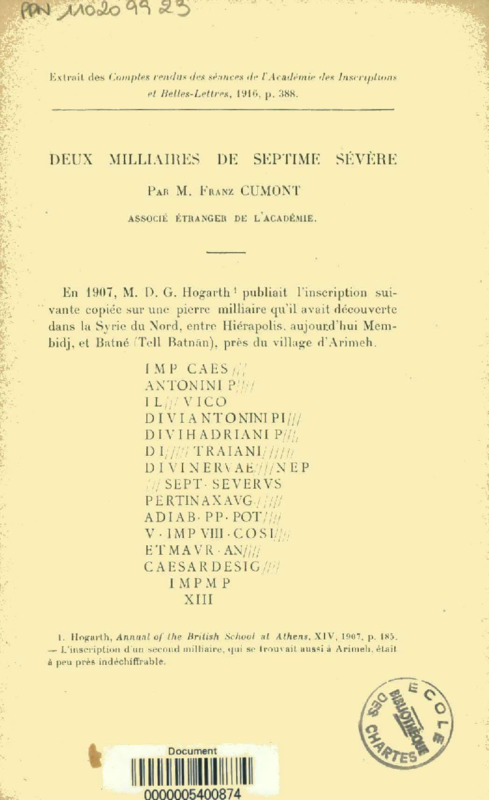 PPN 110209923
Extrait des Comptes rendus des séances de l'Académie des Inscriptions
et Belles-Lettres, 1916, p. 388.
DEUX MILLIAIRES DE SEPTIME SÉVÈRE
PAR M. FRANZ CUMONT
ASSOCIÉ ÉTRANGER DE L'ACADÉMIE.
En 1907, M. D. G. Hogarth 1 publiait l'inscription sui-
vante copiée sur une pierre milliaire qu'il avait découverte
dans la Syrie du Nord, entre Hiérapolis, aujourd'hui Mem-
bidj, et Batné (Tell Batnân), près du village d'Arimeh.
IMP CAES///
ANTONINI P////
IL// VICO
DIVI ANTONINI PI///
DIVI HADRIANI P///,
DI///// TRAIANI//////
DIVI NERVAE////NEP
/// SEPT· SEVERVS
PERTINAX AVG//////
ADIAB· PP· POT////
V· IMP VIII· COSI////
ET M AVR· AN////
CAESAR DESIG////
IMPMP
XIII
1. Hogarth, Annual of the British School at Athens, XIV, 1907, p. 185.
— L'inscription d'un second milliaire, qui se trouvait aussi à Arimeh, était
à peu près indéchiffrable.
ECOLE
DES
CHARTES
BIBLIOTHÈQUE
Document
0000005400874